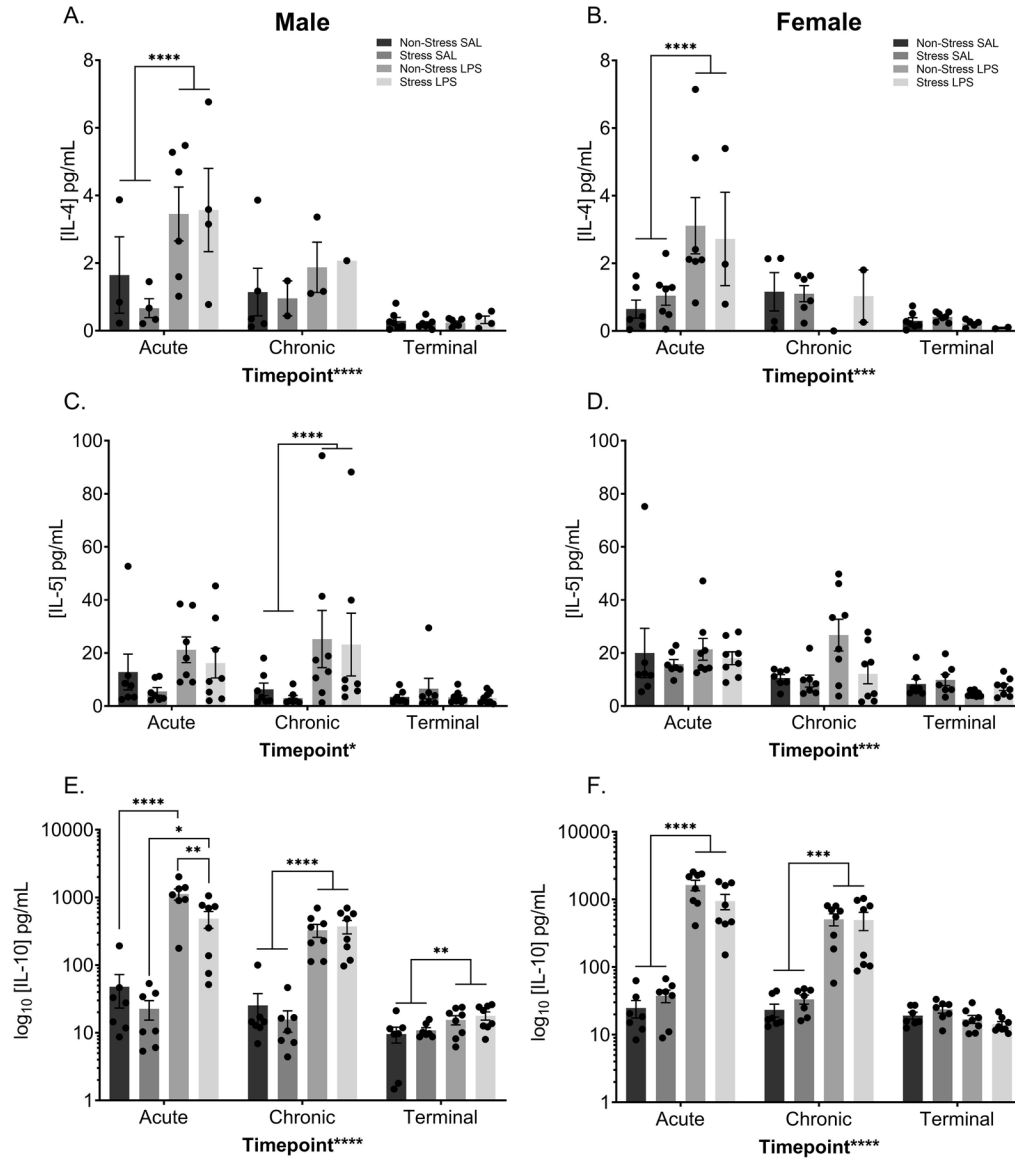 A.
Male
Non-Stress SAL
Stress SAL
Non-Stress LPS
Stress LPS
****
8
6
4
2
0
[IL-4] pg/mL
Acute
Chronic
Terminal
Timepoint****
B.
Female
Non-Stress SAL
Stress SAL
Non-Stress LPS
Stress LPS
****
8
6
4
2
0
[IL-4] pg/mL
Acute
Chronic
Terminal
Timepoint***
C.
****
100
80
60
40
20
0
[IL-5] pg/mL
Acute
Chronic
Terminal
Timepoint*
D.
100
80
60
40
20
0
[IL-5] pg/mL
Acute
Chronic
Terminal
Timepoint***
E.
****
*
**
****
**
10000
1000
100
10
1
log10 [IL-10] pg/mL
Acute
Chronic
Terminal
Timepoint****
F.
****
***
10000
1000
100
10
1
log10 [IL-10] pg/mL
Acute
Chronic
Terminal
Timepoint****